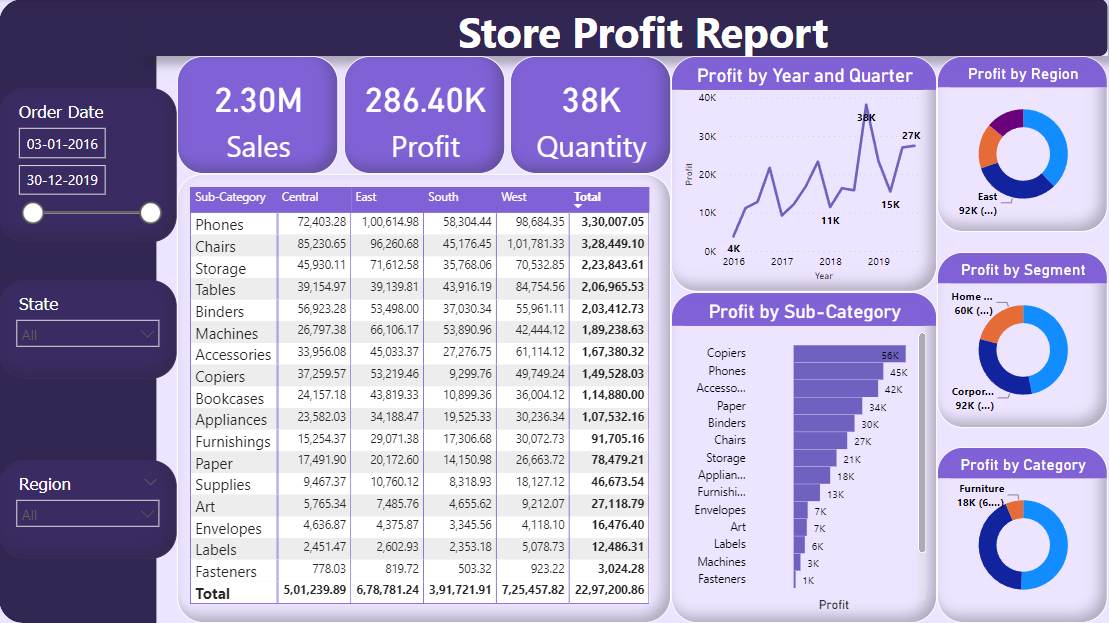 Store Profit Report
Order Date
03-01-2016
30-12-2019
State
All
Region
All
2.30M
Sales
286.40K
Profit
38K
Quantity
Sub-Category Central East South West Total
Phones 72,403.28 1,00,614.98 58,304.44 98,684.35 3,30,007.05
Chairs 85,230.65 96,260.68 45,176.45 1,01,781.33 3,28,449.10
Storage 45,930.11 71,612.58 35,768.06 70,532.85 2,23,843.61
Tables 39,154.97 39,139.81 43,916.19 84,754.56 2,06,965.53
Binders 56,923.28 53,498.00 37,030.34 55,961.11 2,03,412.73
Machines 26,797.38 66,106.17 53,890.96 42,444.12 1,89,238.63
Accessories 33,956.08 45,033.37 27,276.75 61,114.12 1,67,380.32
Copiers 37,259.57 53,219.46 9,299.76 49,749.24 1,49,528.03
Bookcases 24,157.18 43,819.33 10,899.36 36,004.12 1,14,880.00
Appliances 23,582.03 34,188.47 19,525.33 30,236.34 1,07,532.16
Furnishings 15,254.37 29,071.38 17,306.68 30,072.73 91,705.16
Paper 17,491.90 20,172.60 14,150.98 26,663.72 78,479.21
Supplies 9,467.37 10,760.12 8,318.93 18,127.12 46,673.54
Art 5,765.34 7,485.76 4,655.62 9,212.07 27,118.79
Envelopes 4,636.87 4,375.87 3,345.56 4,118.10 16,476.40
Labels 2,451.47 2,602.93 2,353.18 5,078.73 12,486.31
Fasteners 778.03 819.72 503.32 923.22 3,024.28
Total 5,01,239.89 6,78,781.24 3,91,721.91 7,25,457.82 22,97,200.86
Profit by Year and Quarter
40K
30K
20K
10K
0K
Profit
4K
11K
38K
15K
27K
2016 2017 2018 2019
Year
Profit by Sub-Category
Copiers 56K
Phones 45K
Accesso... 42K
Paper 34K
Binders 30K
Chairs 27K
Storage 21K
Applian... 18K
Furnishi... 13K
Envelopes 7K
Art 7K
Labels 6K
Machines 3K
Fasteners 1K
Profit
Profit by Region
East
92K (...)
Profit by Segment
Home ...
60K (...)
Corpor...
92K (...)
Profit by Category
Furniture
18K (6....)